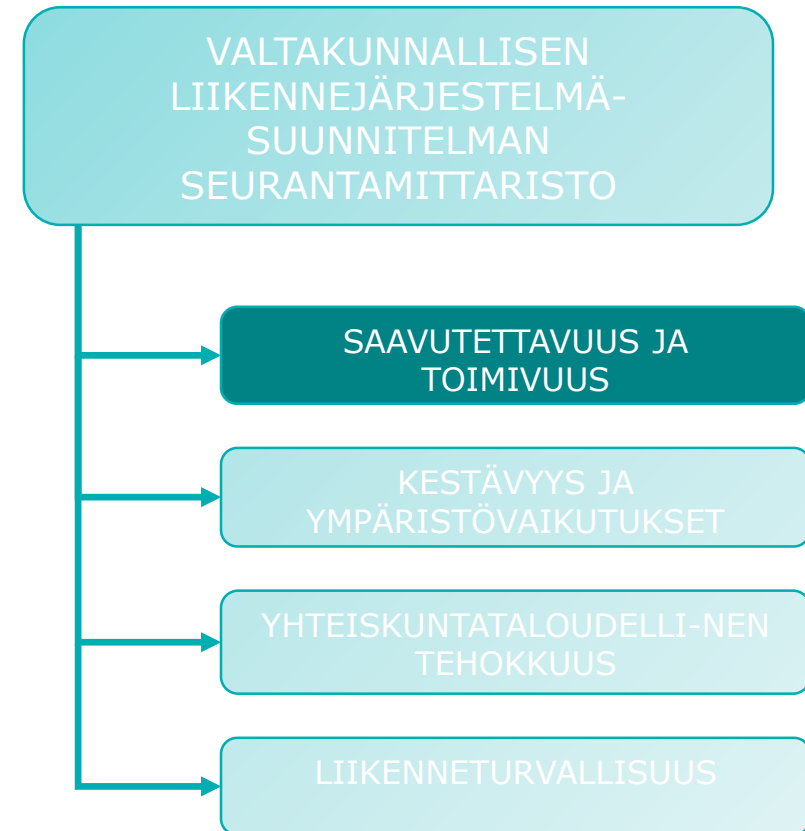 VALTAKUNNALLISEN
LIIKENNEJÄRJESTELMÄ-
SUUNNITELMAN
SEURANTAMITTARISTO
SAAVUTETTAVUUS JA
TOIMIVUUS
KESTÄVYYS JA
YMPÄRISTÖVAIKUTUKSET
YHTEISKUNTATALOUDELLI-NEN
TEHOKKUUS
LIIKENNETURVALLISUUS